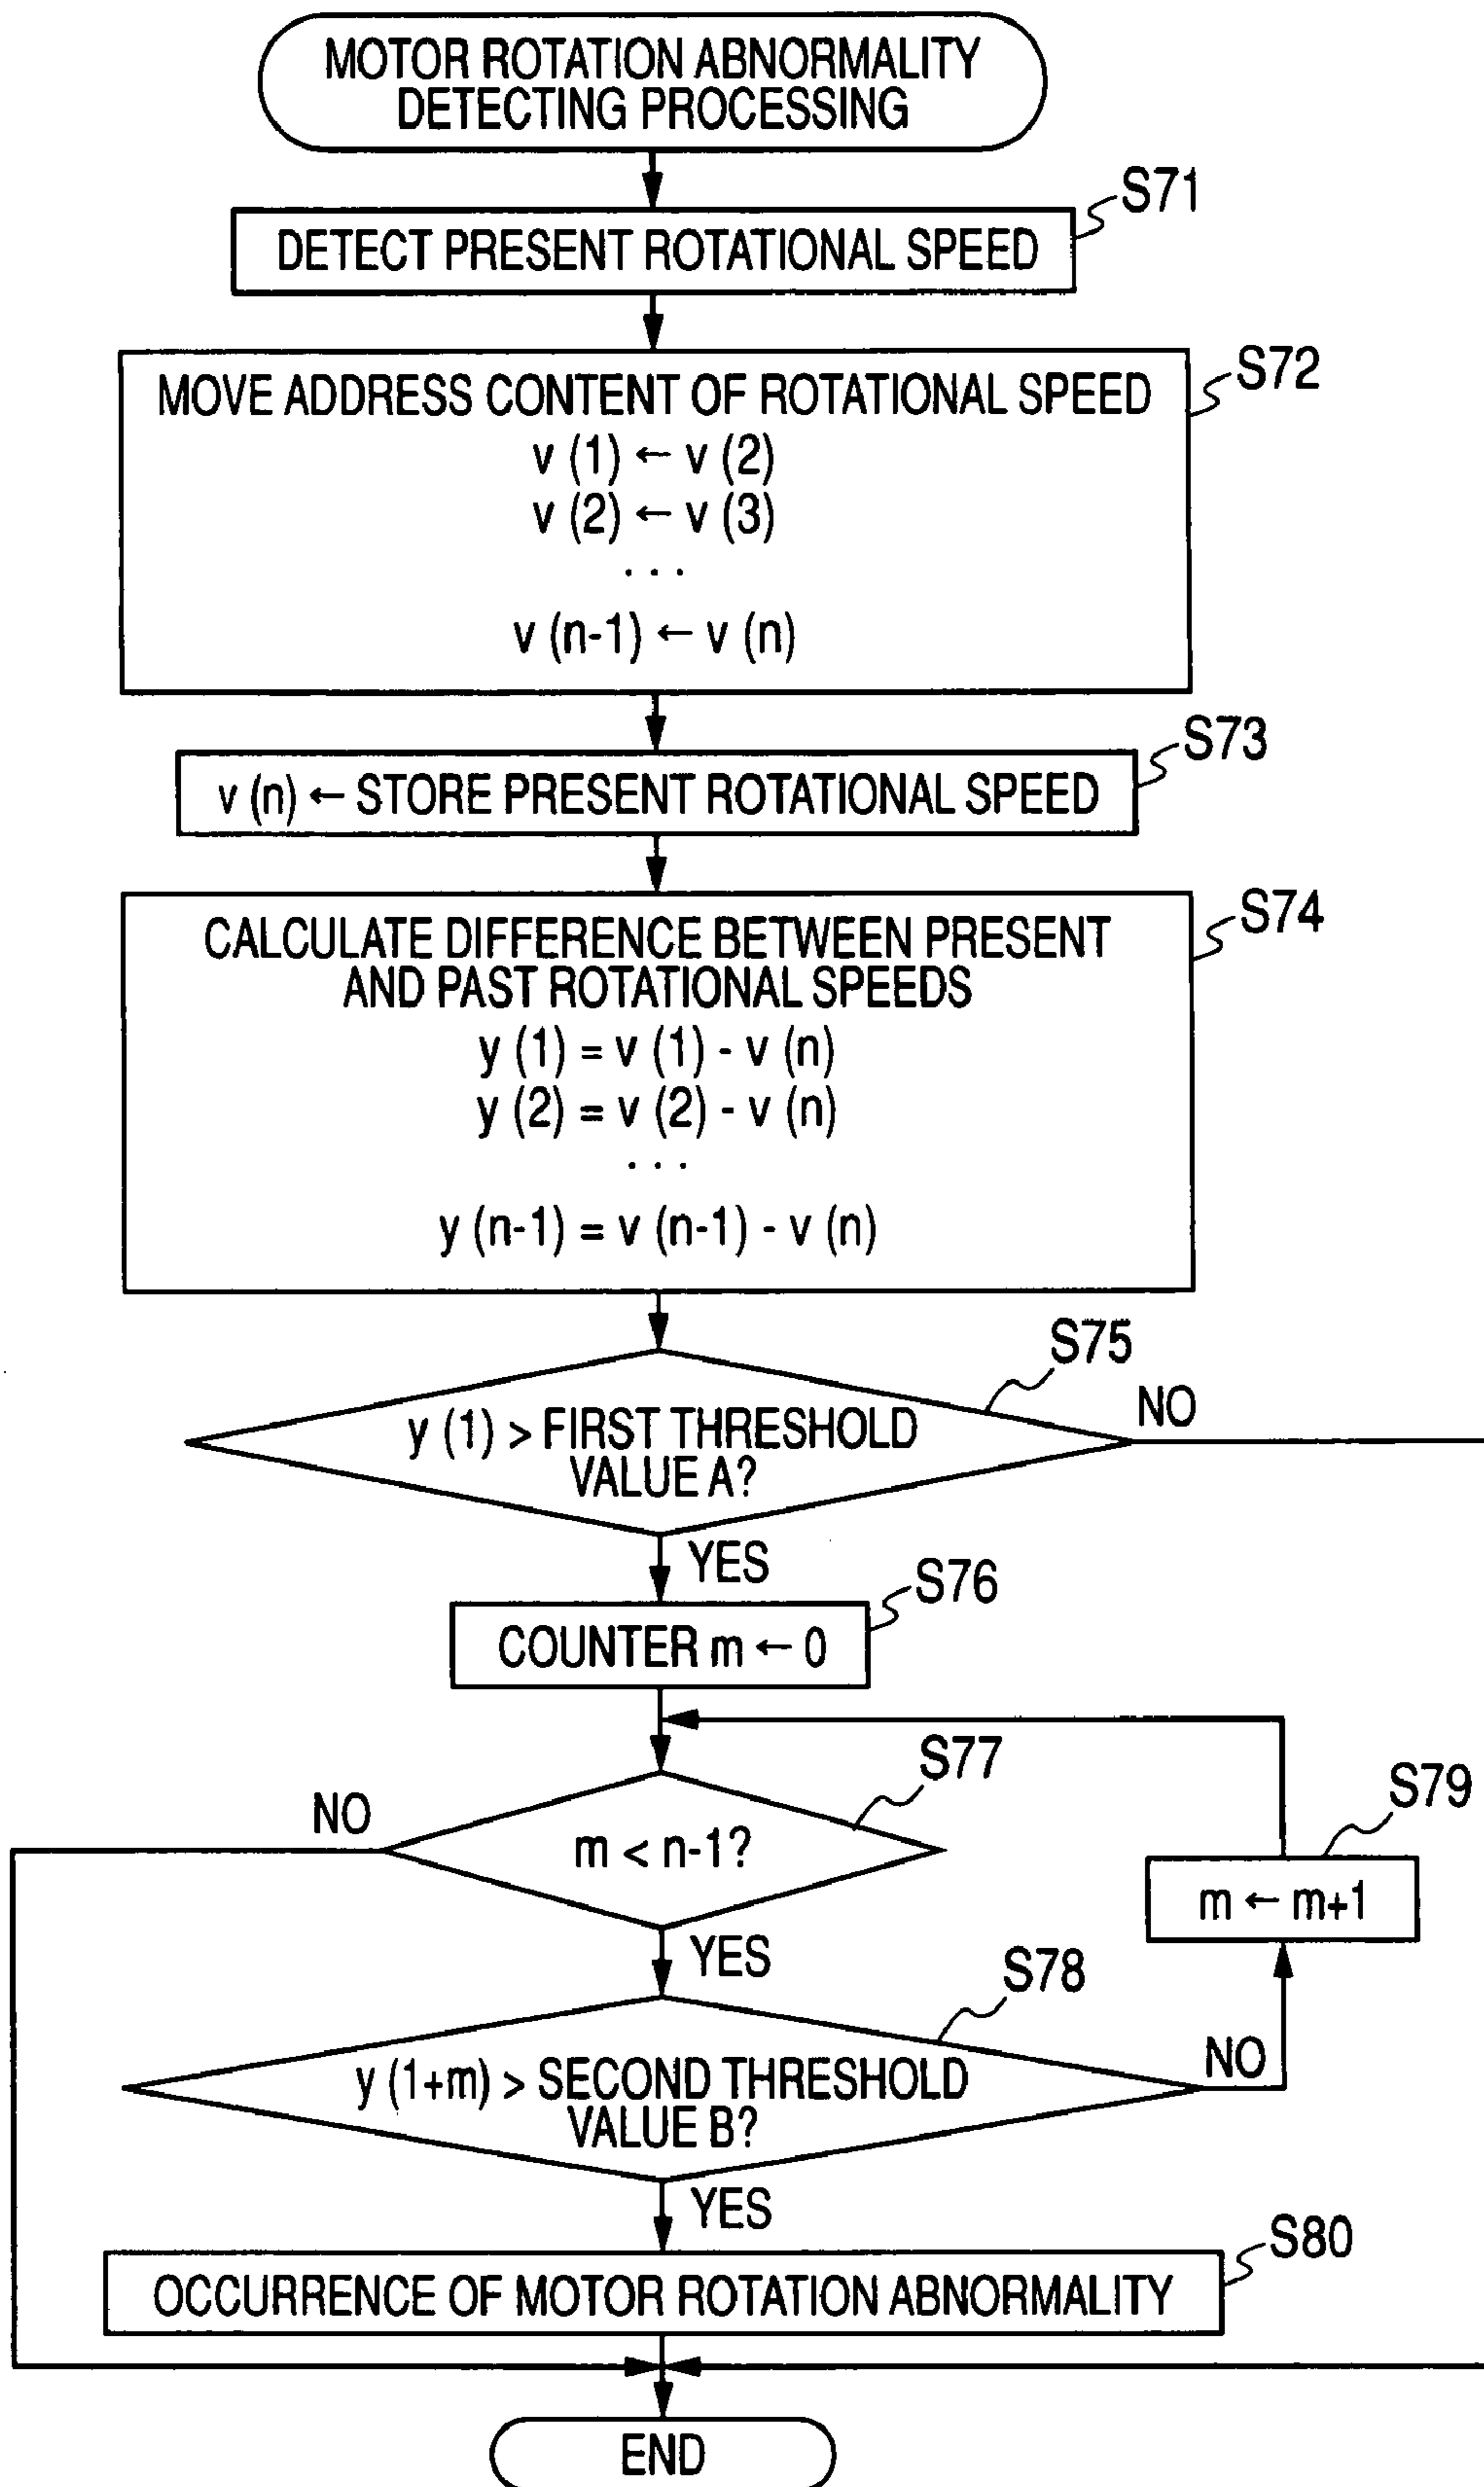 MOTOR ROTATION ABNORMALITY
DETECTING PROCESSING
S71
DETECT PRESENT ROTATIONAL SPEED
S72
MOVE ADDRESS CONTENT OF ROTATIONAL SPEED
v (1) ← v (2)
v (2) ← v (3)
. . .
v (n-1) ← v (n)
S73
v (n) ← STORE PRESENT ROTATIONAL SPEED
S74
CALCULATE DIFFERENCE BETWEEN PRESENT
AND PAST ROTATIONAL SPEEDS
y (1) = v (1) - v (n)
y (2) = v (2) - v (n)
. . .
y (n-1) = v (n-1) - v (n)
S75
NO
y (1) > FIRST THRESHOLD
VALUE A?
YES
S76
COUNTER m ← 0
S77
NO
m < n-1?
S79
m ← m+1
YES
S78
NO
y (1+m) > SECOND THRESHOLD
VALUE B?
YES
S80
OCCURRENCE OF MOTOR ROTATION ABNORMALITY
END